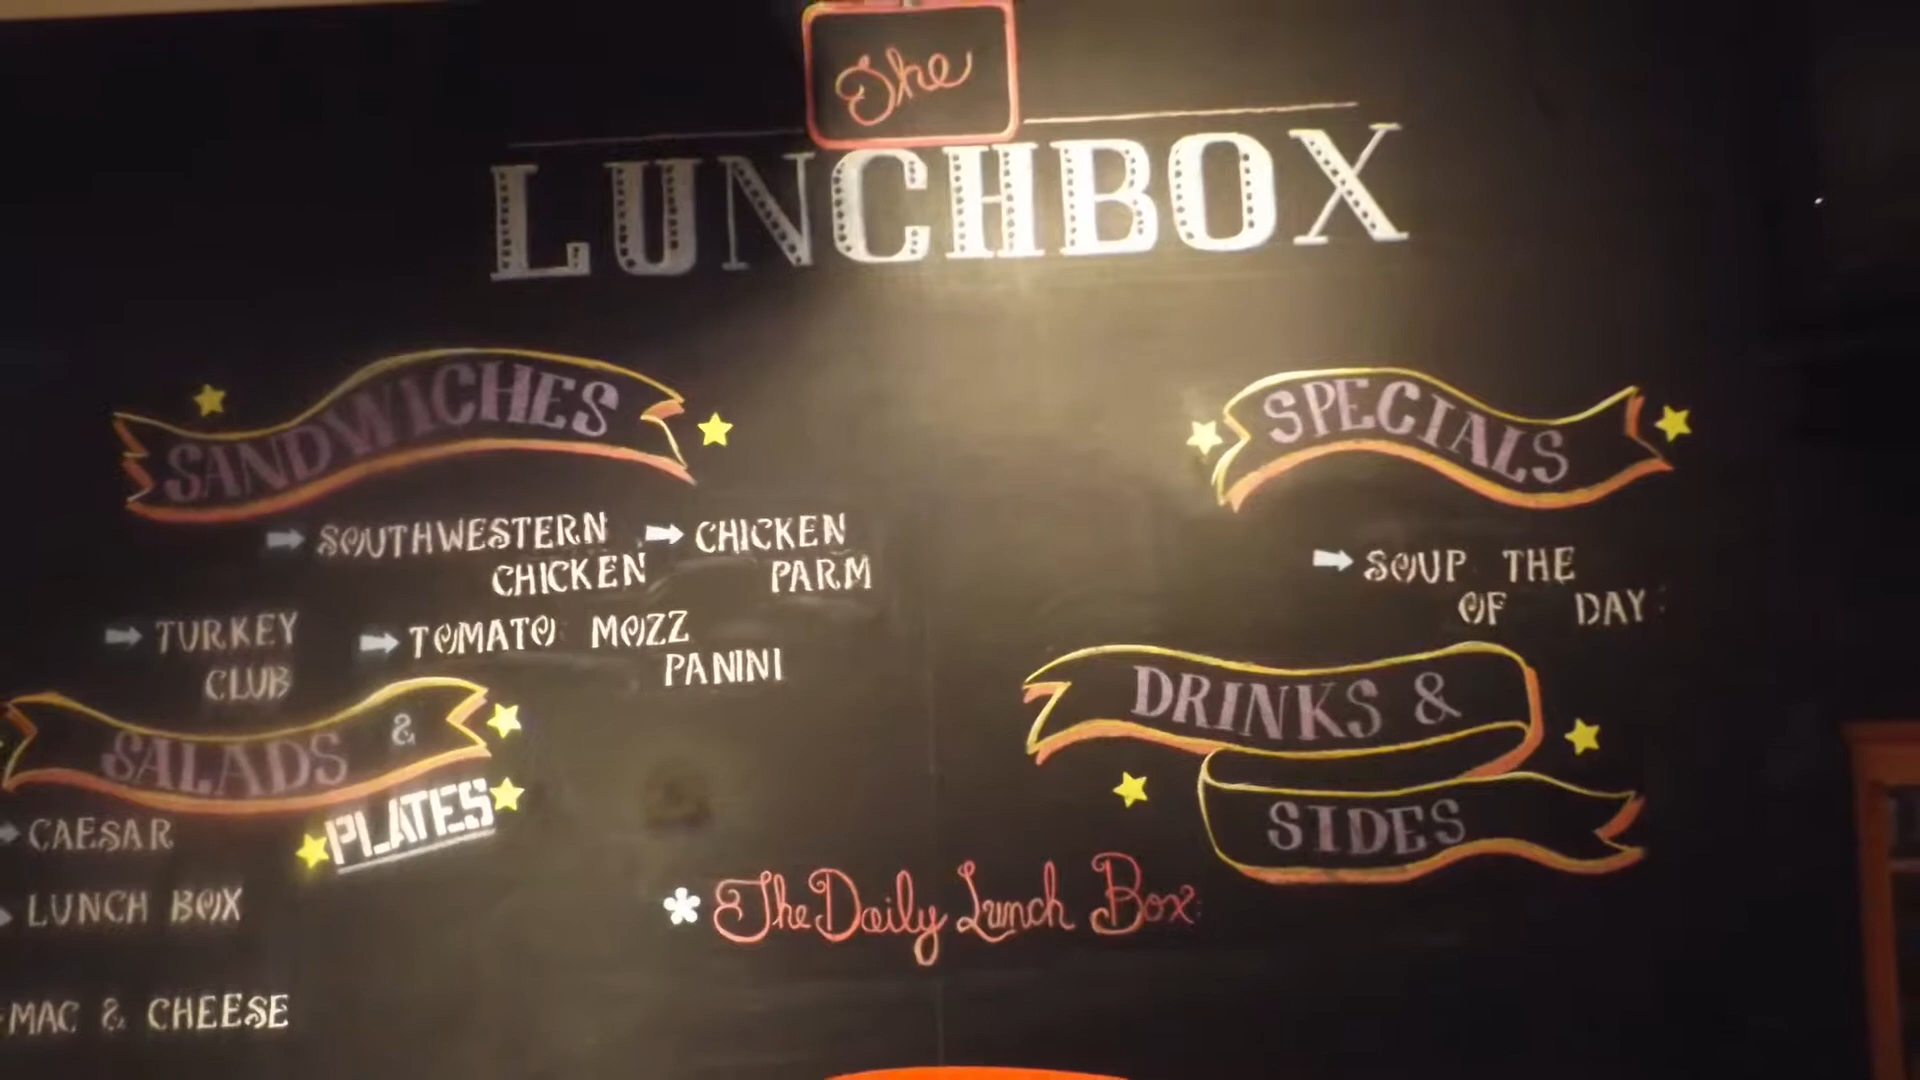 The
LUNCHBOX
SANDWICHES
SOUTHWESTERN
CHICKEN
CHICKEN
PARM
TURKEY
CLUB
TOMATO MOZZ
PANINI
SALADS &
PLATES
CAESAR
LUNCH BOX
MAC & CHEESE
SPECIALS
SOUP THE
OF DAY:
DRINKS &
SIDES
* The Daily Lunch Box: